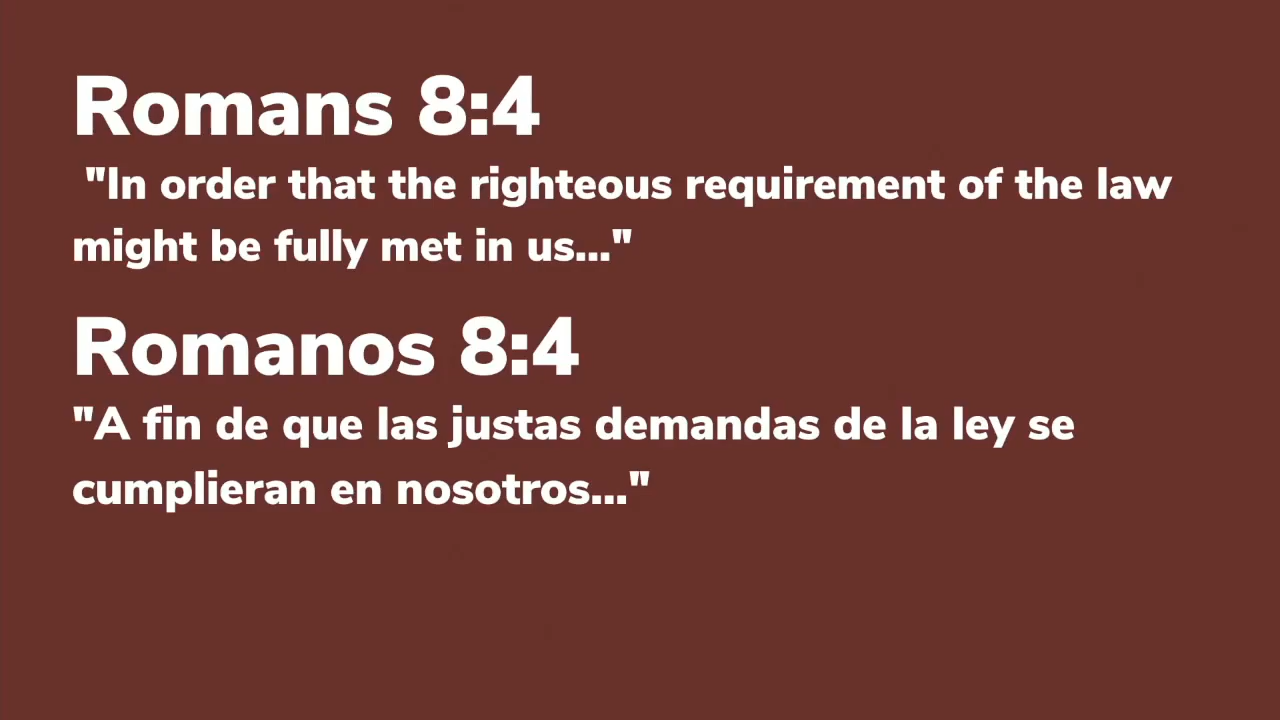 Romans 8:4
"In order that the righteous requirement of the law
might be fully met in us..."
Romanos 8:4
"A fin de que las justas demandas de la ley se
cumplieran en nosotros..."